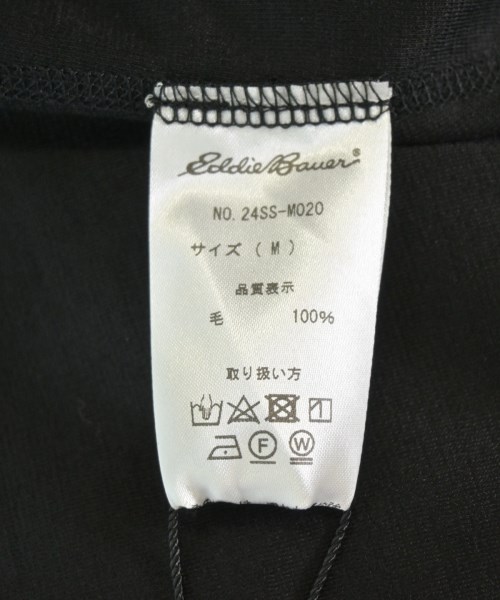 Eddie Bauer®
NO. 24SS-M020
サイズ ( M )
品質表示
毛 100%
取り扱い方
F W